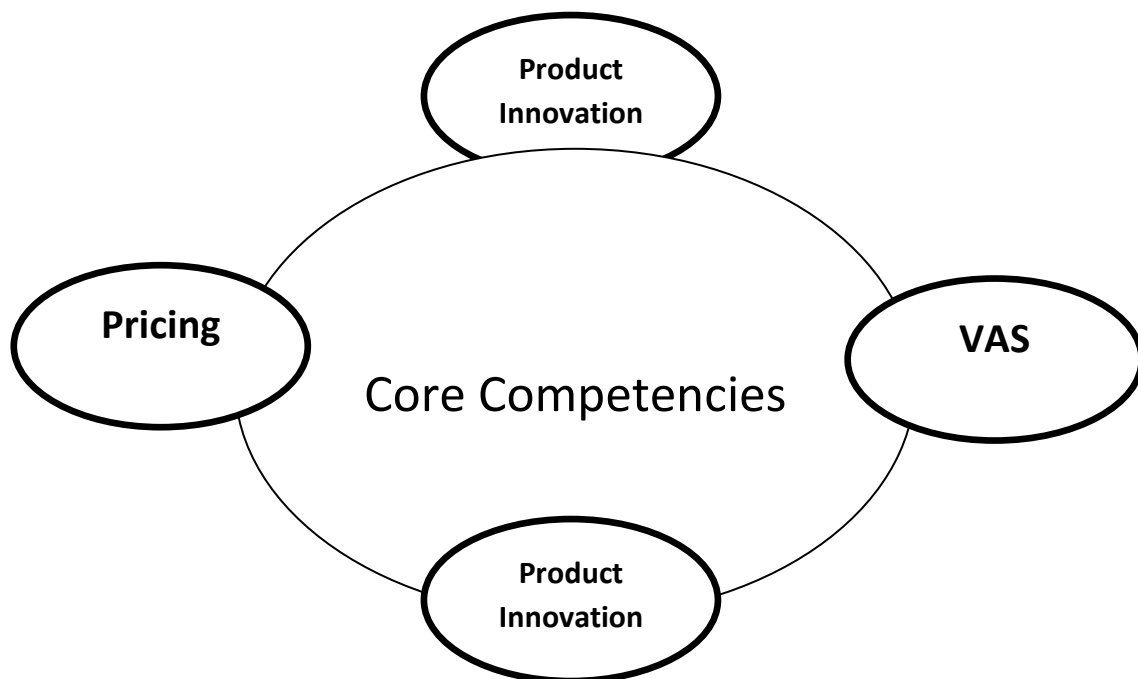 Product
Innovation
Pricing
VAS
Core Competencies
Product
Innovation